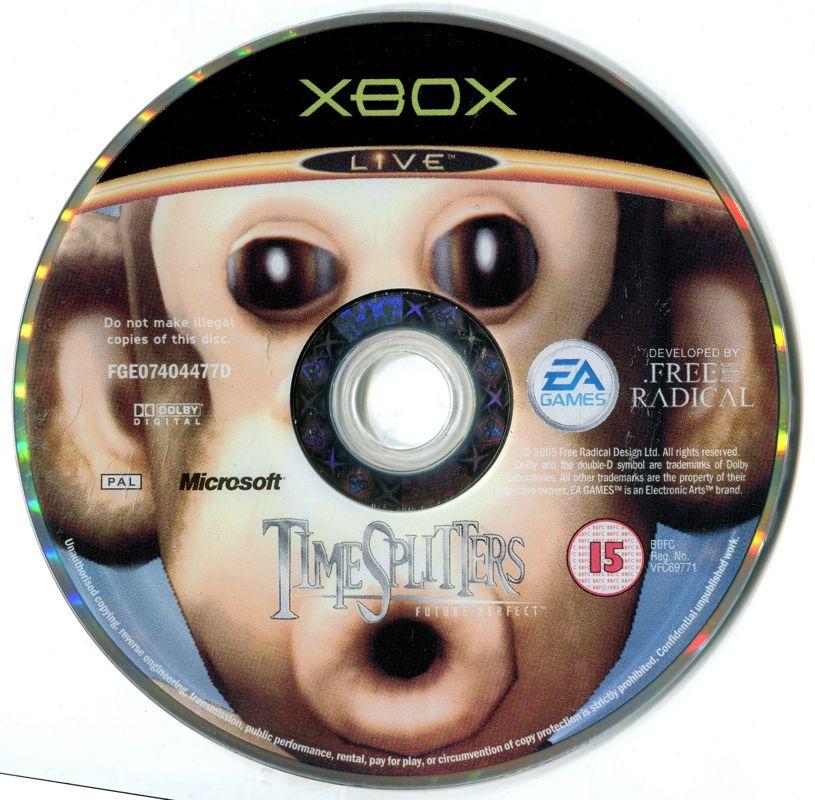 XBOX
LIVE™
Do not make illegal
copies of this disc.
FGE07404477D
DOLBY
DIGITAL
PAL
Microsoft®
EA
GAMES™
DEVELOPED BY
.FREE
RADICAL
© 2005 Free Radical Design Ltd. All rights reserved.
Dolby and the double-D symbol are trademarks of Dolby
Laboratories. All other trademarks are the property of their
respective owners. EA GAMES™ is an Electronic Arts™ brand.
TIMESPLITTERS
FUTURE PERFECT™
15
BBFC
Reg. No.
VFC69771
Unauthorised copying, reverse engineering, transmission, public performance, rental, pay for play, or circumvention of copy protection is strictly prohibited. Confidential unpublished work.